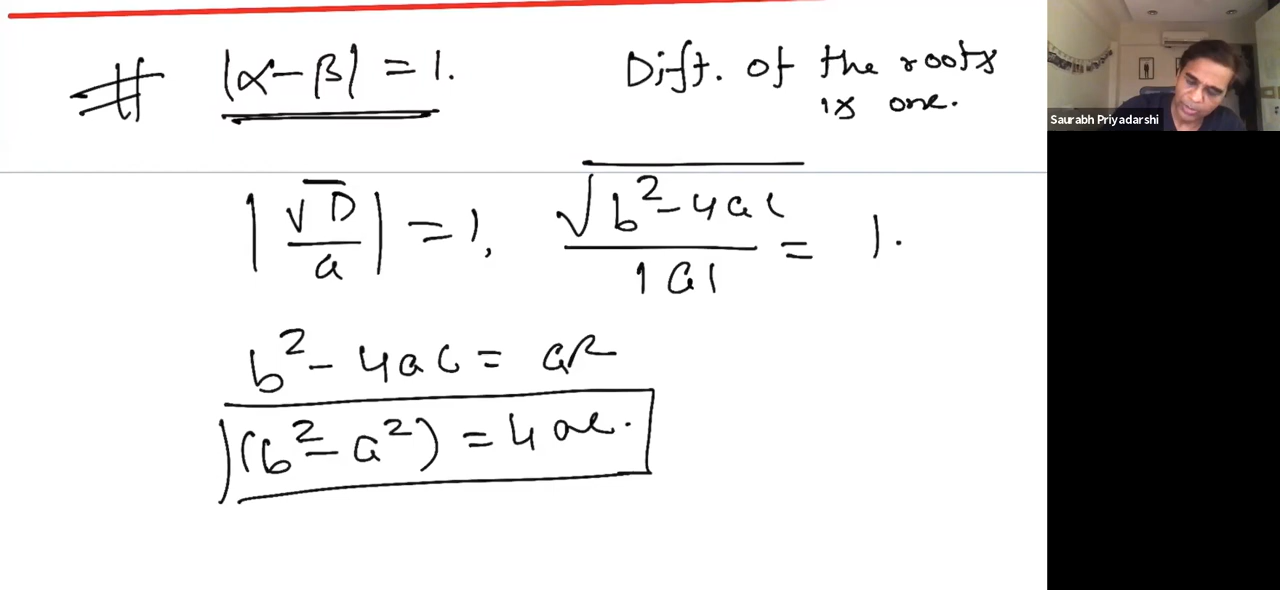 # |α-β| = 1. Diff. of the roots
is one.
|√D/a| = 1, √(b²-4ac)/|a| = 1.
b²-4ac = a²
(b²-a²) = 4ac.
Saurabh Priyadarshi